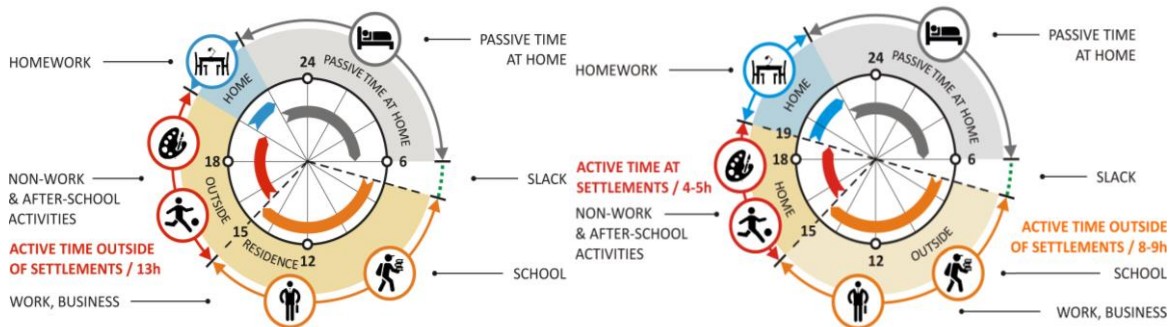 HOMEWORK
NON-WORK
& AFTER-SCHOOL
ACTIVITIES
ACTIVE TIME OUTSIDE
OF SETTLEMENTS / 13h
WORK, BUSINESS
PASSIVE TIME
AT HOME
SLACK
SCHOOL
HOME
PASSIVE TIME AT HOME
OUTSIDE
RESIDENCE
24
18
6
15
12
HOMEWORK
ACTIVE TIME AT
SETTLEMENTS / 4-5h
NON-WORK
& AFTER-SCHOOL
ACTIVITIES
PASSIVE TIME
AT HOME
SLACK
ACTIVE TIME OUTSIDE
OF SETTLEMENTS / 8-9h
SCHOOL
WORK, BUSINESS
HOME
PASSIVE TIME AT HOME
HOME
OUTSIDE
24
19
18
6
15
12